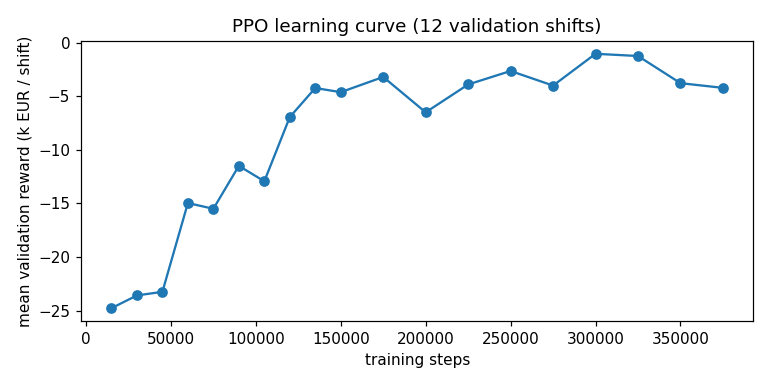 PPO learning curve (12 validation shifts)
mean validation reward (k EUR / shift)
0
−5
−10
−15
−20
−25
0 50000 100000 150000 200000 250000 300000 350000
training steps